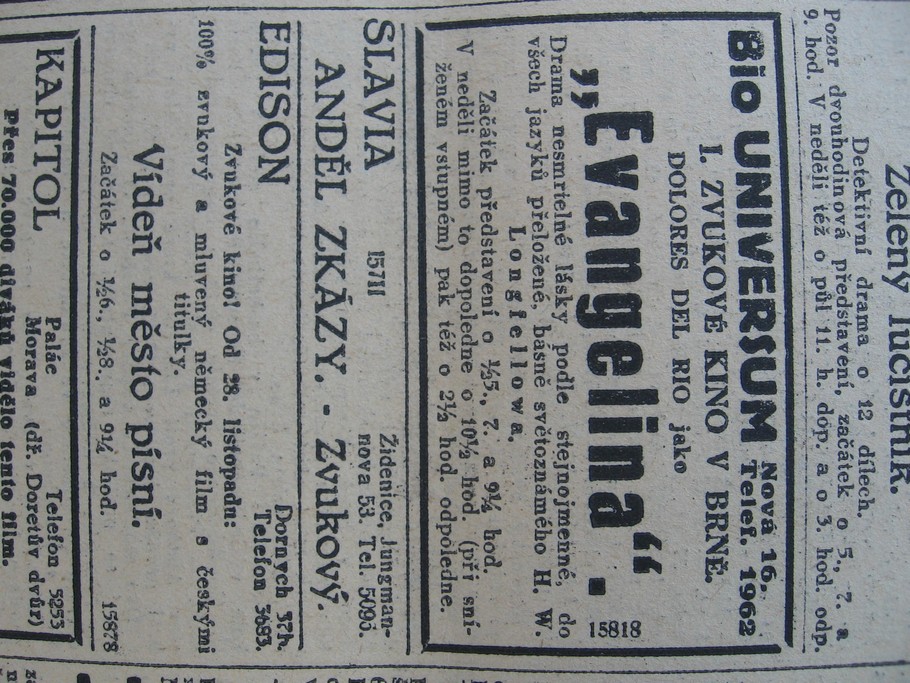 Zelený lučištník.
Detektivní drama o 12 dílech.
Pozor dvouhodinová představení, začátek o 5., 7. a
9. hod. V neděli též o půl 11. h. dop. a o 3. hod. odp.
Bio UNIVERSUM Nová 16.
Telef. 1962
I. ZVUKOVÉ KINO V BRNĚ.
DOLORES DEL RIO jako
„Evangelina“.
15818
Drama nesmrtelné lásky podle stejnojmenné, do
všech jazyků přeložené, básně světoznámého H. W.
Longfellowa.
Začátek představení o ¼5., 7. a 9¼ hod.
V neděli mimo to dopoledne o 10½ hod. (při sní-
ženém vstupném) pak též o 2½ hod. odpoledne.
SLAVIA 15711 Židenice, Jungman-
nova 53. Tel. 5096.
ANDĚL ZKÁZY. - Zvukový.
EDISON Dorných 37h.
Telefon 3693.
Zvukové kino! Od 28. listopadu:
100% zvukový a mluvený německý film s českými
titulky.
Vídeň město písní.
Začátek o ½6., ½8.. a 9¼ hod. 15678
KAPITOL Palác Telefon 5253
Morava (dř. Doretův dvůr)
Přes 70.000 diváků vidělo tento film.